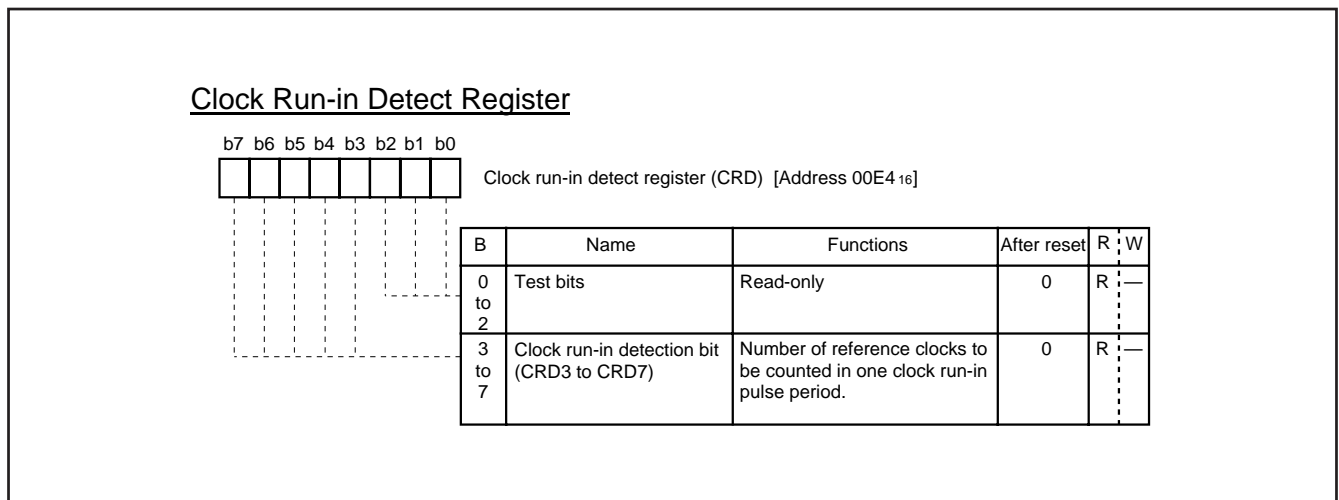 Clock Run-in Detect Register
b7 b6 b5 b4 b3 b2 b1 b0
Clock run-in detect register (CRD) [Address 00E4 16]
B Name Functions After reset R W
0 to 2 Test bits Read-only 0 R —
3 Clock run-in detection bit Number of reference clocks to 0 R —
to (CRD3 to CRD7) be counted in one clock run-in
7 pulse period.